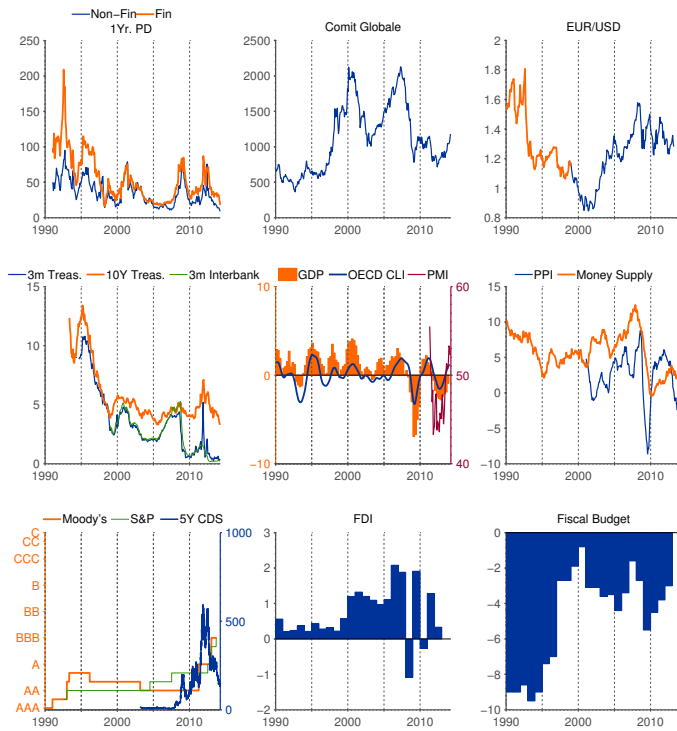 Non−Fin Fin
1Yr. PD
250
200
150
100
50
0
1990 2000 2010
Comit Globale
2500
2000
1500
1000
500
0
1990 2000 2010
EUR/USD
2
1.8
1.6
1.4
1.2
1
0.8
1990 2000 2010
3m Treas. 10Y Treas. 3m Interbank
15
10
5
0
1990 2000 2010
GDP OECD CLI PMI
10 60
0 50
−10 40
1990 2000 2010
PPI Money Supply
15
10
5
0
−5
−10
1990 2000 2010
Moody's S&P 5Y CDS
C 1000
CC
CCC
B
BB 500
BBB
A
AA
AAA 0
1990 2000 2010
FDI
3
2
1
0
−1
−2
1990 2000 2010
Fiscal Budget
0
−2
−4
−6
−8
−10
1990 2000 2010